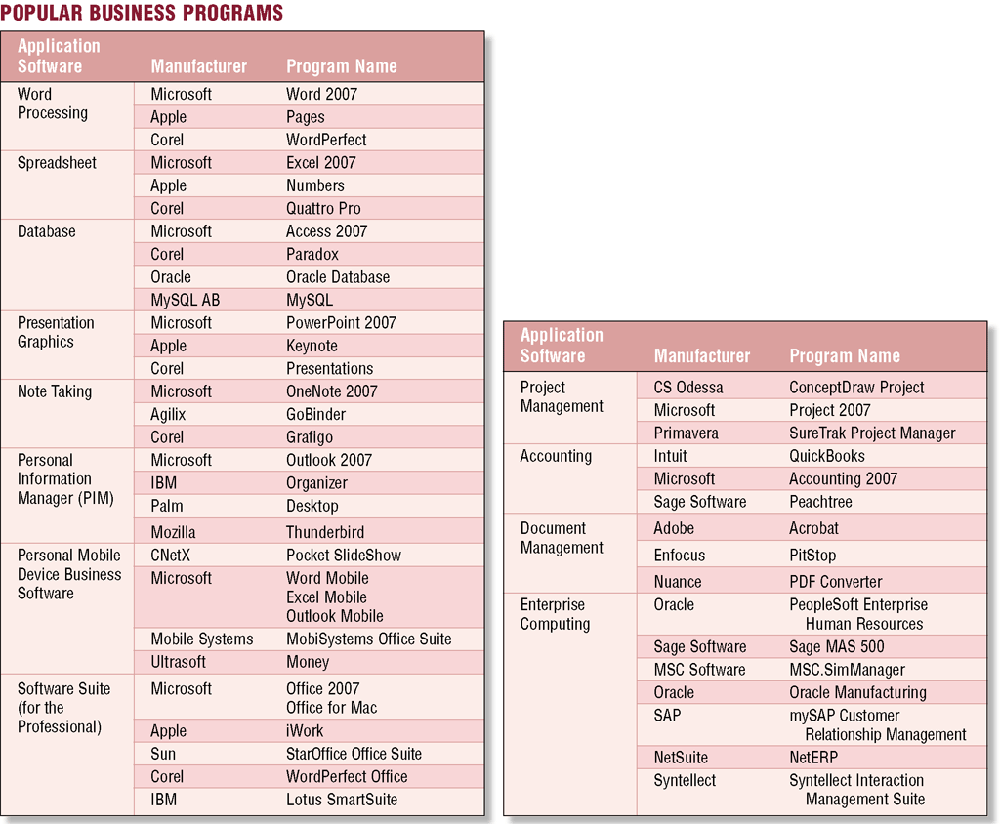 POPULAR BUSINESS PROGRAMS
Application
Software Manufacturer Program Name
Word
Processing
Microsoft Word 2007
Apple Pages
Corel WordPerfect
Spreadsheet Microsoft Excel 2007
Apple Numbers
Corel Quattro Pro
Database Microsoft Access 2007
Corel Paradox
Oracle Oracle Database
MySQL AB MySQL
Presentation
Graphics
Microsoft PowerPoint 2007
Apple Keynote
Corel Presentations
Note Taking Microsoft OneNote 2007
Agilix GoBinder
Corel Grafigo
Personal
Information
Manager (PIM)
Microsoft Outlook 2007
IBM Organizer
Palm Desktop
Mozilla Thunderbird
Personal Mobile
Device Business
Software
CNetX Pocket SlideShow
Microsoft Word Mobile
Excel Mobile
Outlook Mobile
Mobile Systems MobiSystems Office Suite
Ultrasoft Money
Software Suite
(for the
Professional)
Microsoft Office 2007
Office for Mac
Apple iWork
Sun StarOffice Office Suite
Corel WordPerfect Office
IBM Lotus SmartSuite
Application
Software Manufacturer Program Name
Project
Management
CS Odessa ConceptDraw Project
Microsoft Project 2007
Primavera SureTrak Project Manager
Accounting Intuit QuickBooks
Microsoft Accounting 2007
Sage Software Peachtree
Document
Management
Adobe Acrobat
Enfocus PitStop
Nuance PDF Converter
Enterprise
Computing
Oracle PeopleSoft Enterprise
Human Resources
Sage Software Sage MAS 500
MSC Software MSC.SimManager
Oracle Oracle Manufacturing
SAP mySAP Customer
Relationship Management
NetSuite NetERP
Syntellect Syntellect Interaction
Management Suite